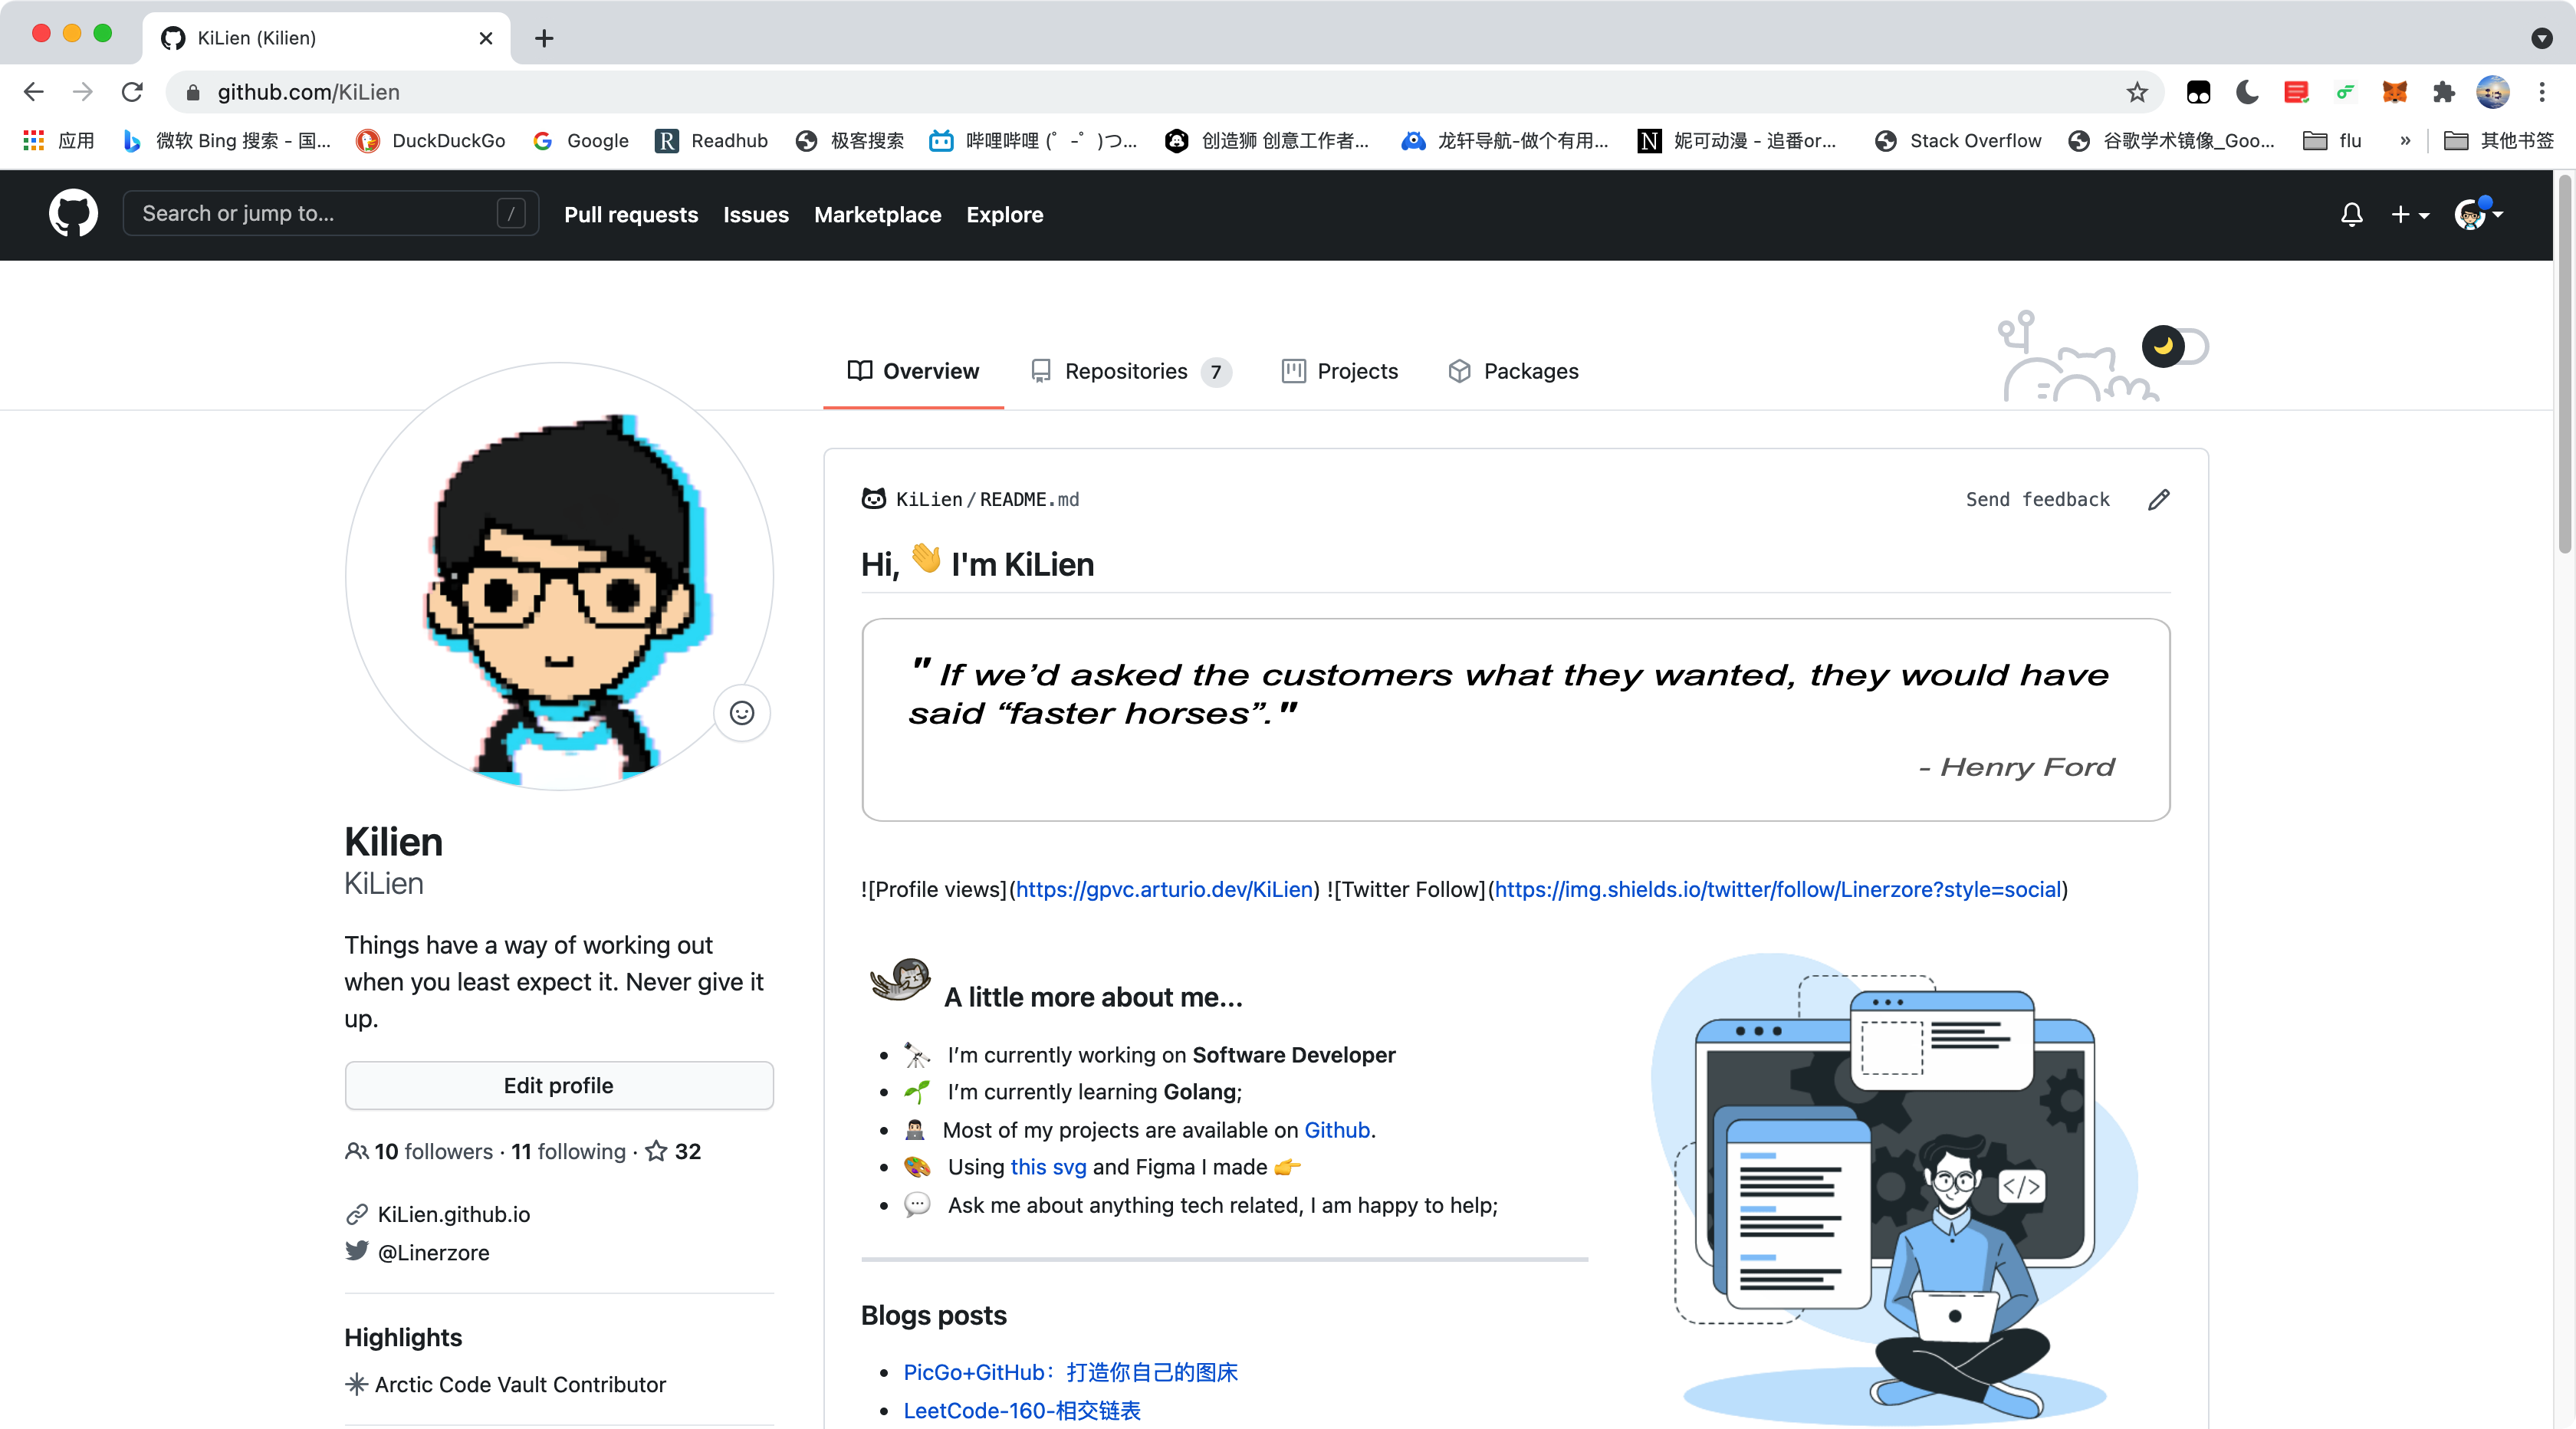 KiLien (Kilien)
github.com/KiLien
应用 微软 Bing 搜索 - 国... DuckDuckGo Google Readhub 极客搜索 哔哩哔哩 (゜-゜)つ... 创造狮 创意工作者... 龙轩导航-做个有用... 妮可动漫 - 追番or... Stack Overflow 谷歌学术镜像_Goo... flu » 其他书签
Search or jump to... / Pull requests Issues Marketplace Explore
Overview Repositories 7 Projects Packages
KiLien/README.md Send feedback
Hi, 👋 I'm KiLien
" If we’d asked the customers what they wanted, they would have
said “faster horses”."
- Henry Ford
Kilien
KiLien
Things have a way of working out
when you least expect it. Never give it
up.
Edit profile
10 followers · 11 following · 32
KiLien.github.io
@Linerzore
Highlights
Arctic Code Vault Contributor
![Profile views](https://gpvc.arturio.dev/KiLien) ![Twitter Follow](https://img.shields.io/twitter/follow/Linerzore?style=social)
A little more about me...
• 🔭 I’m currently working on Software Developer
• 🌱 I’m currently learning Golang;
• 👨🏻‍💻 Most of my projects are available on Github.
• 🎨 Using this svg and Figma I made 👉
• 💬 Ask me about anything tech related, I am happy to help;
</>
Blogs posts
• PicGo+GitHub：打造你自己的图床
• LeetCode-160-相交链表